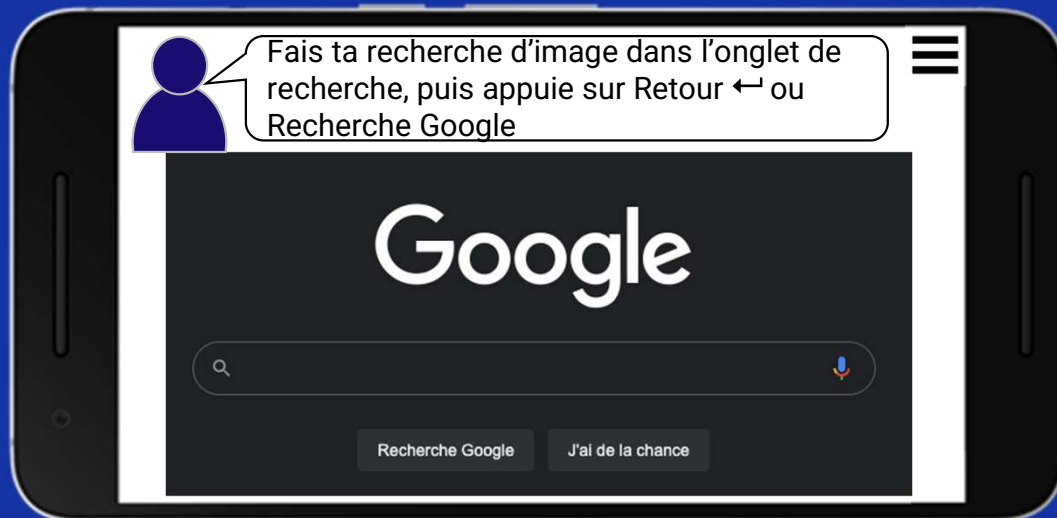 Fais ta recherche d’image dans l’onglet de
recherche, puis appuie sur Retour ↵ ou
Recherche Google
Google
Recherche Google
J'ai de la chance